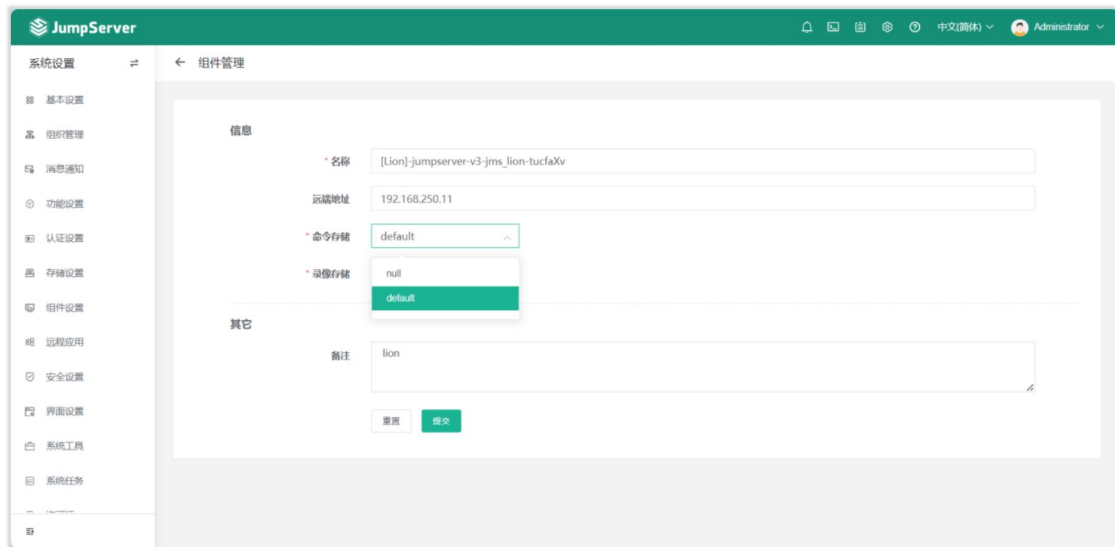 JumpServer
中文(简体)
Administrator
系统设置
组件管理
基本设置
组织管理
消息通知
功能设置
认证设置
存储设置
组件设置
远程应用
安全设置
界面设置
系统工具
系统任务
信息
* 名称
[Lion]-jumpserver-v3-jms_lion-tucfaXv
远端地址
192.168.250.11
* 命令存储
default
* 录像存储
null
default
其它
备注
lion
重置
提交